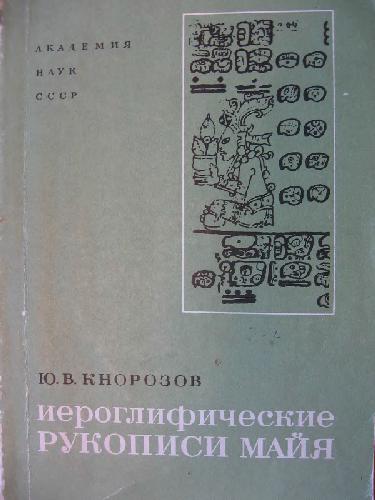 АКАДЕМИЯ
НАУК
СССР
Ю. В. КНОРОЗОВ
иероглифические
РУКОПИСИ МАЙЯ